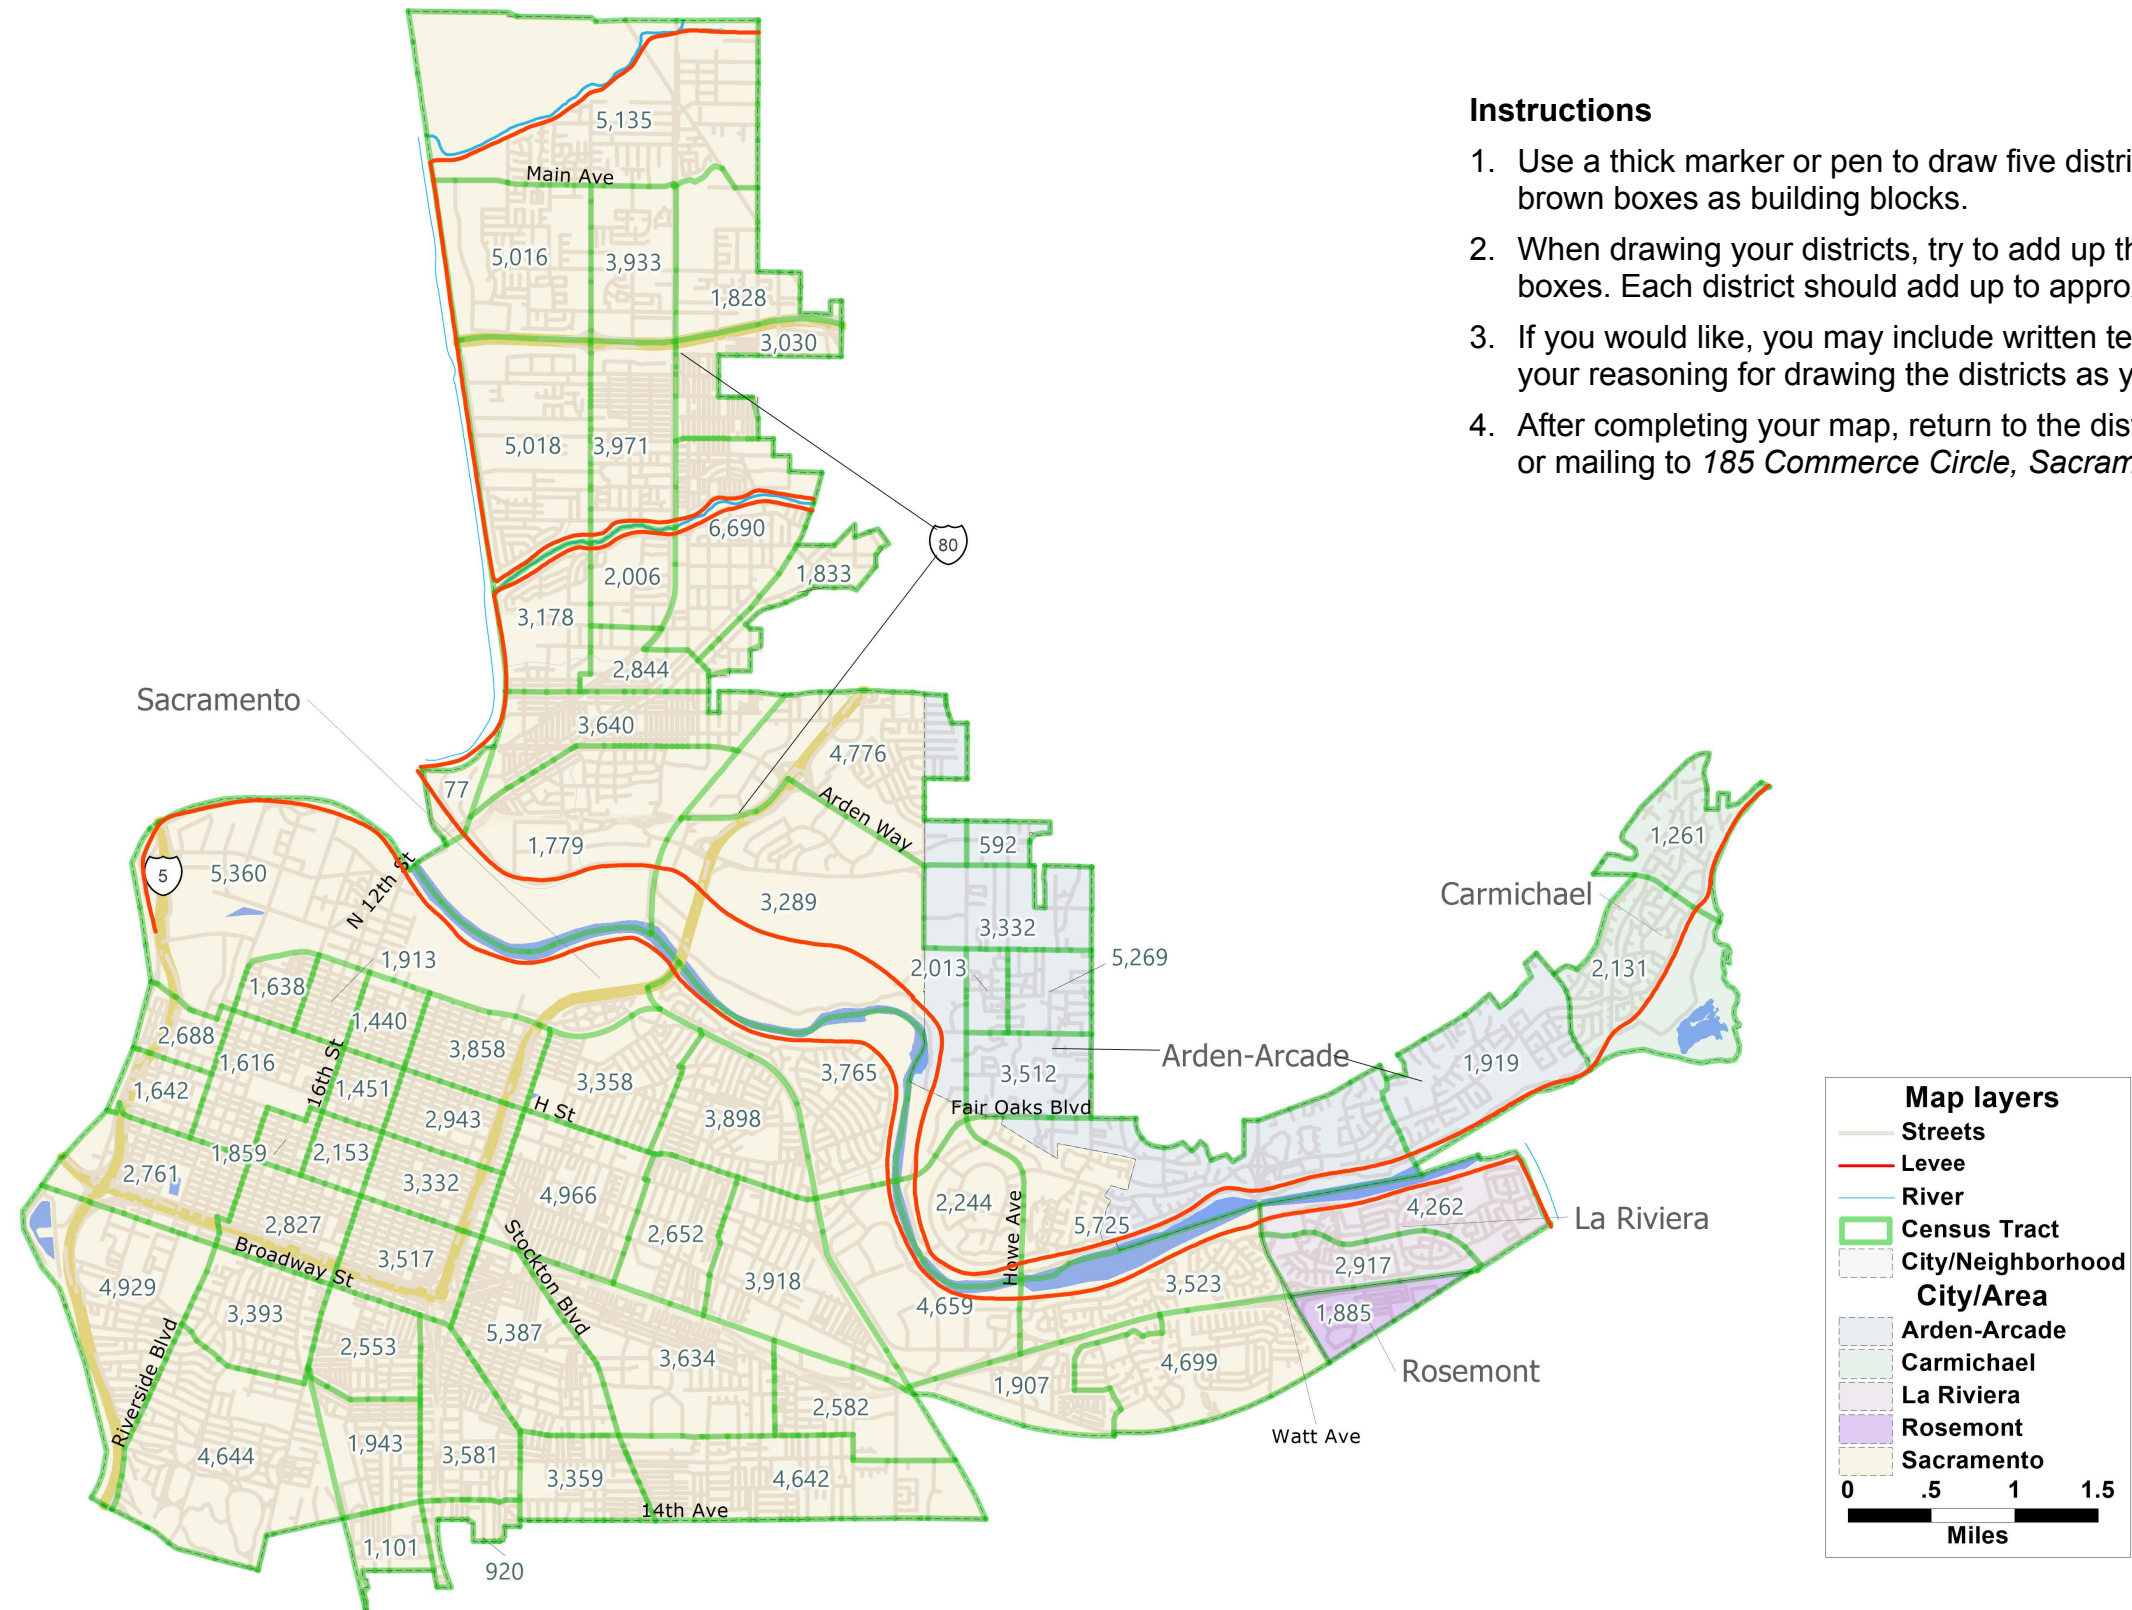 Instructions
1. Use a thick marker or pen to draw five distri
brown boxes as building blocks.
2. When drawing your districts, try to add up th
boxes. Each district should add up to appro
3. If you would like, you may include written te
your reasoning for drawing the districts as y
4. After completing your map, return to the dist
or mailing to 185 Commerce Circle, Sacram
5,135
Main Ave
5,016
3,933
1,828
3,030
5,018
3,971
6,690
80
2,006
1,833
3,178
2,844
Sacramento
3,640
4,776
77
Arden Way
1,779
592
1,261
5
5,360
N 12th St
3,289
Carmichael
3,332
1,913
2,013
5,269
2,131
1,638
1,440
2,688
3,858
1,616
16th St
3,765
Arden-Arcade
1,919
3,358
3,512
1,642
1,451
H St
Fair Oaks Blvd
2,943
3,898
1,859
2,153
2,761
3,332
4,966
2,244
Howe Ave
4,262
La Riviera
2,827
5,725
Stockton Blvd
2,652
Broadway St
3,517
2,917
4,929
3,918
3,523
4,659
3,393
1,885
Riverside Blvd
2,553
5,387
3,634
4,699
Rosemont
1,907
2,582
Watt Ave
4,644
1,943
3,581
3,359
4,642
14th Ave
1,101
920
Map layers
Streets
Levee
River
Census Tract
City/Neighborhood
City/Area
Arden-Arcade
Carmichael
La Riviera
Rosemont
Sacramento
0 .5 1 1.5
Miles